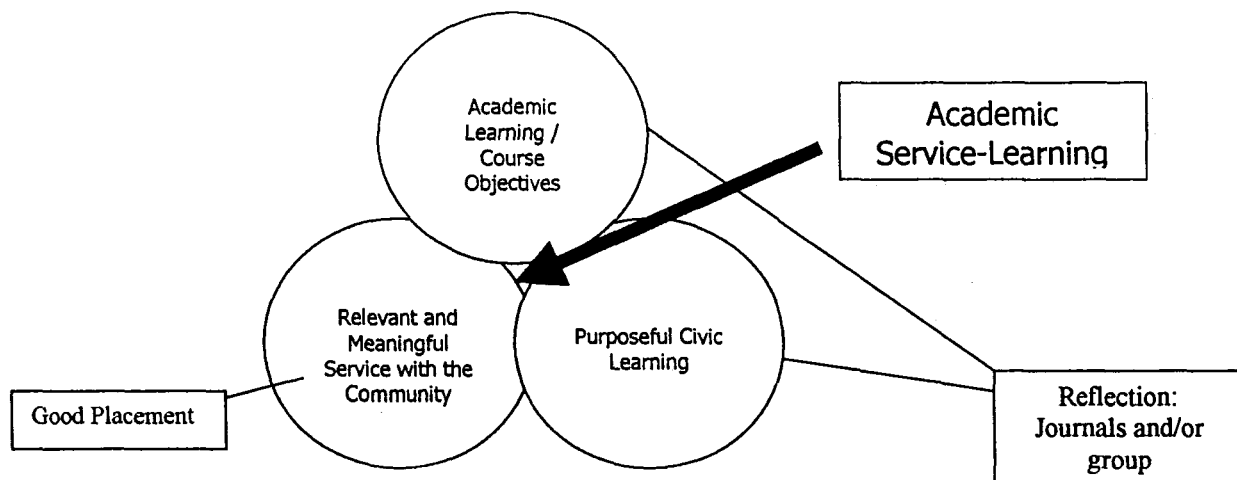 Academic
Learning /
Course
Objectives
Academic
Service-Learning
Relevant and
Meaningful
Service with the
Community
Purposeful Civic
Learning
Good Placement
Reflection:
Journals and/or
group